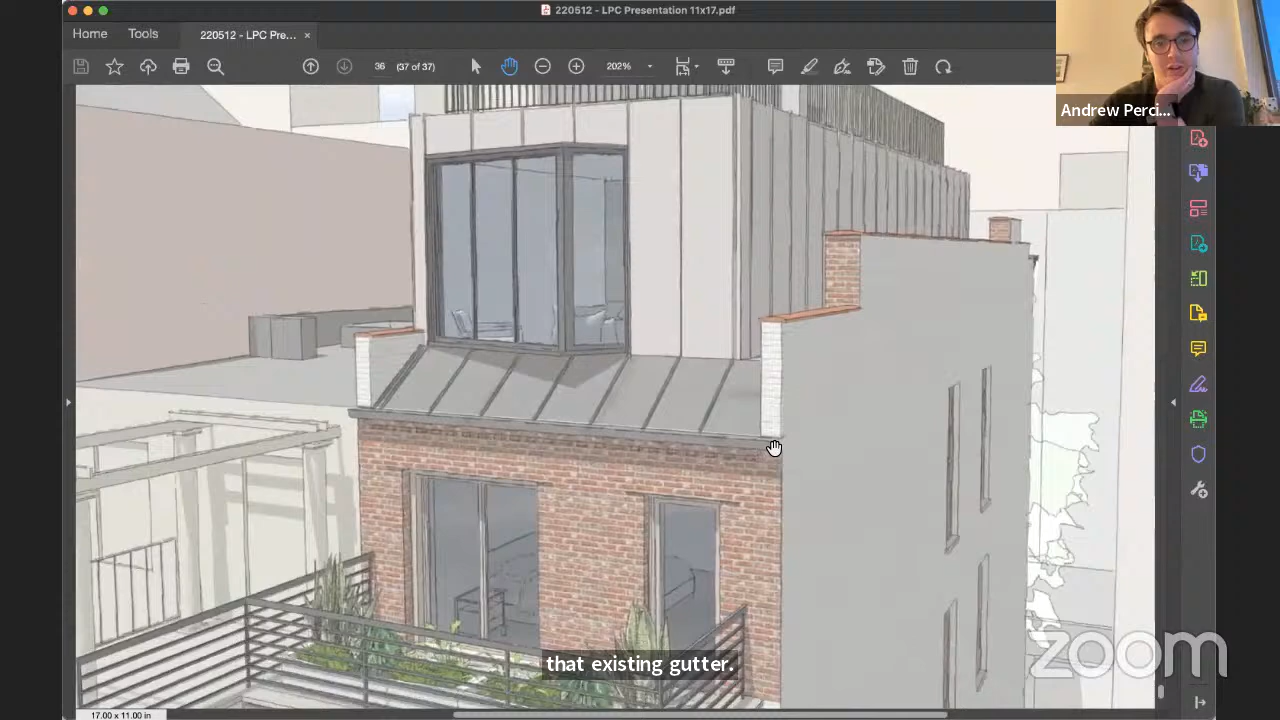 220512 - LPC Presentation 11x17.pdf
Home
Tools
220512 - LPC Pre... ×
36
(37 of 37)
202%
Andrew Perci...
that existing gutter.
zoom
17.00 x 11.00 in